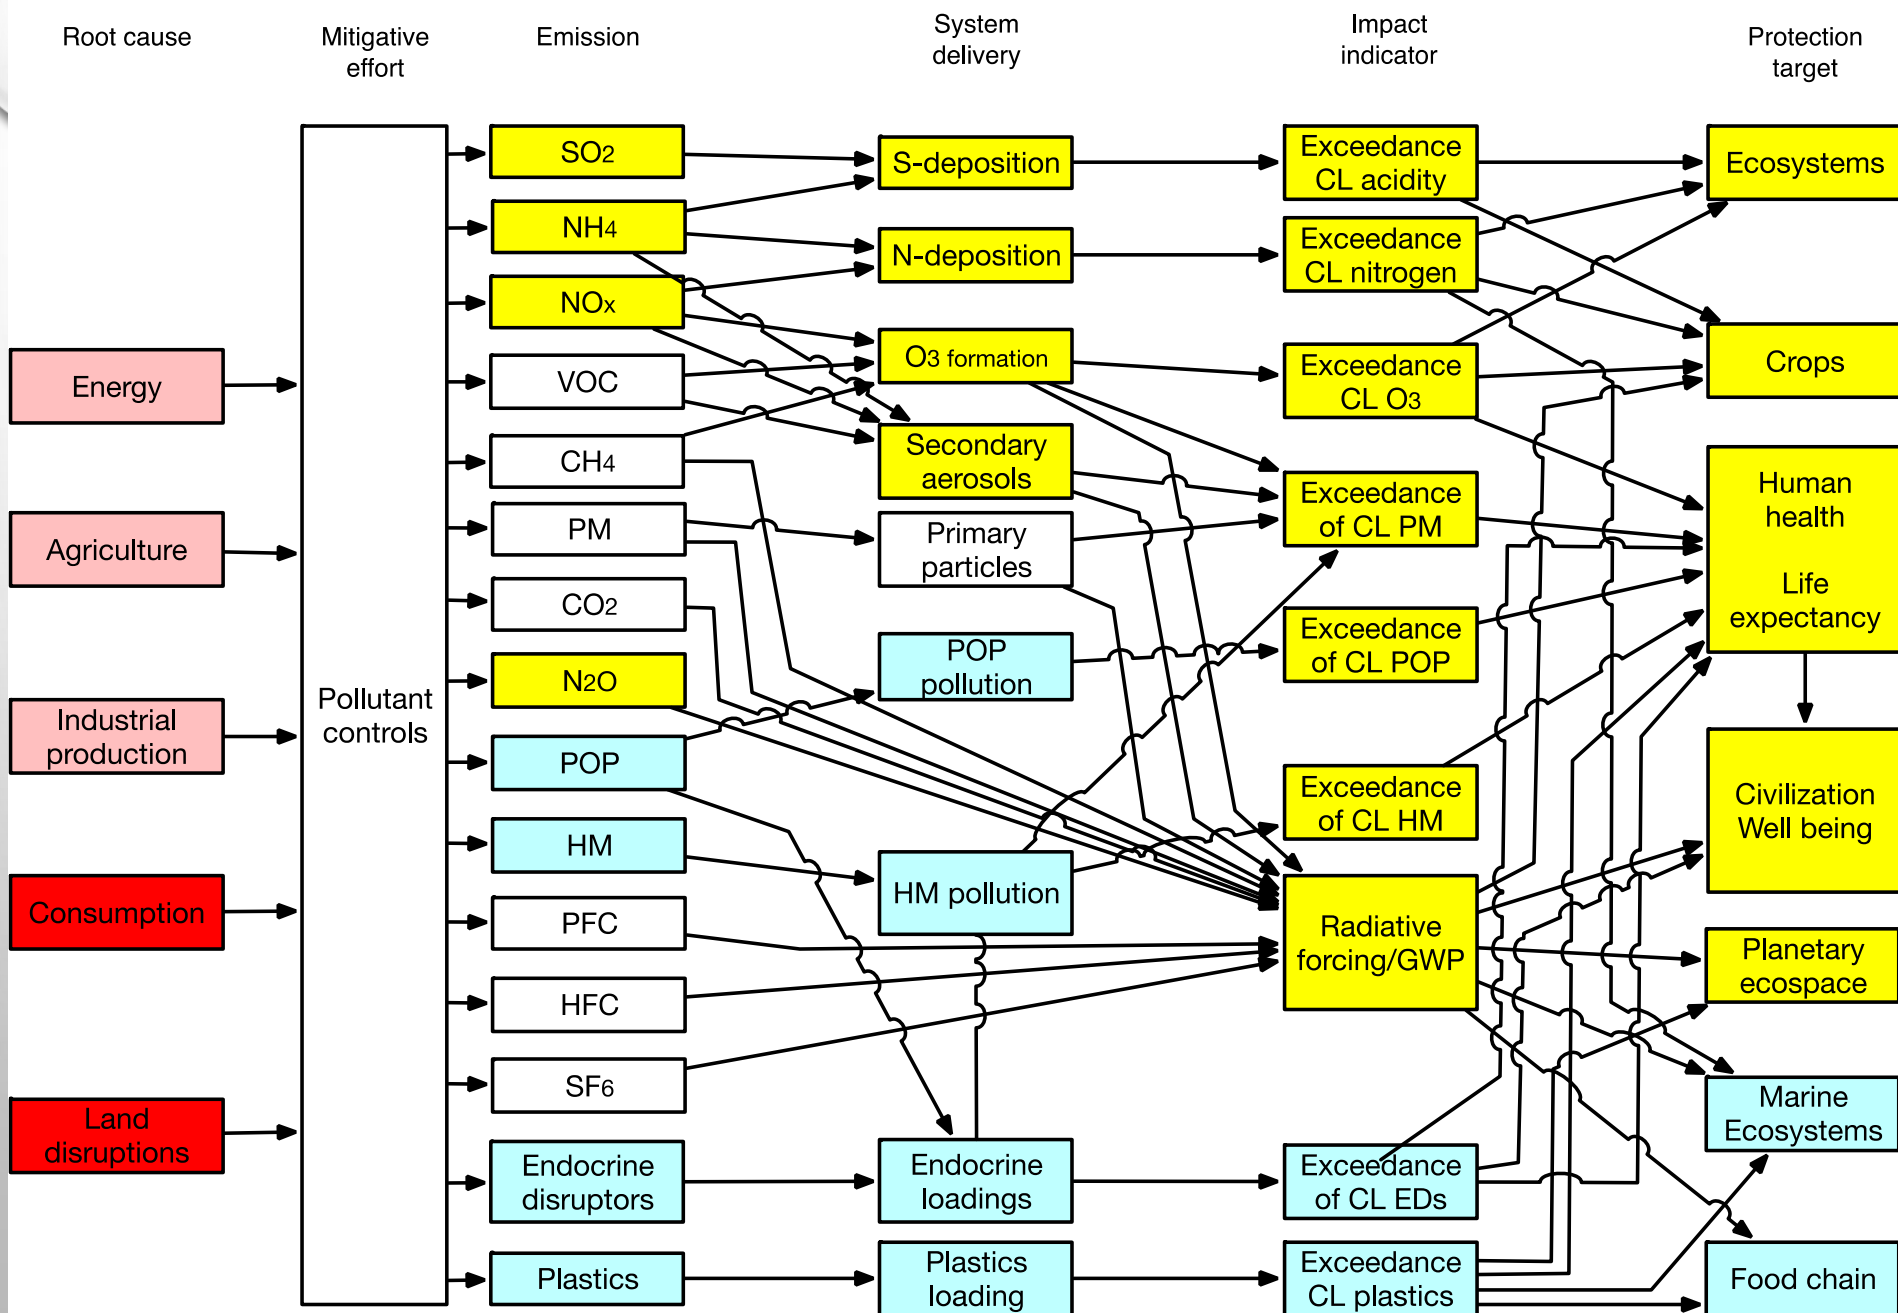 Root cause
Mitigative
effort
Emission
System
delivery
Impact
indicator
Protection
target
Energy
Agriculture
Industrial
production
Consumption
Land
disruptions
Pollutant
controls
SO2
NH4
NOx
VOC
CH4
PM
CO2
N2O
POP
HM
PFC
HFC
SF6
Endocrine
disruptors
Plastics
S-deposition
N-deposition
O3 formation
Secondary
aerosols
Primary
particles
POP
pollution
HM pollution
Endocrine
loadings
Plastics
loading
Exceedance
CL acidity
Exceedance
CL nitrogen
Exceedance
CL O3
Exceedance
of CL PM
Exceedance
of CL POP
Exceedance
of CL HM
Radiative
forcing/GWP
Exceedance
of CL EDs
Exceedance
CL plastics
Ecosystems
Crops
Human
health
Life
expectancy
Civilization
Well being
Planetary
ecospace
Marine
Ecosystems
Food chain